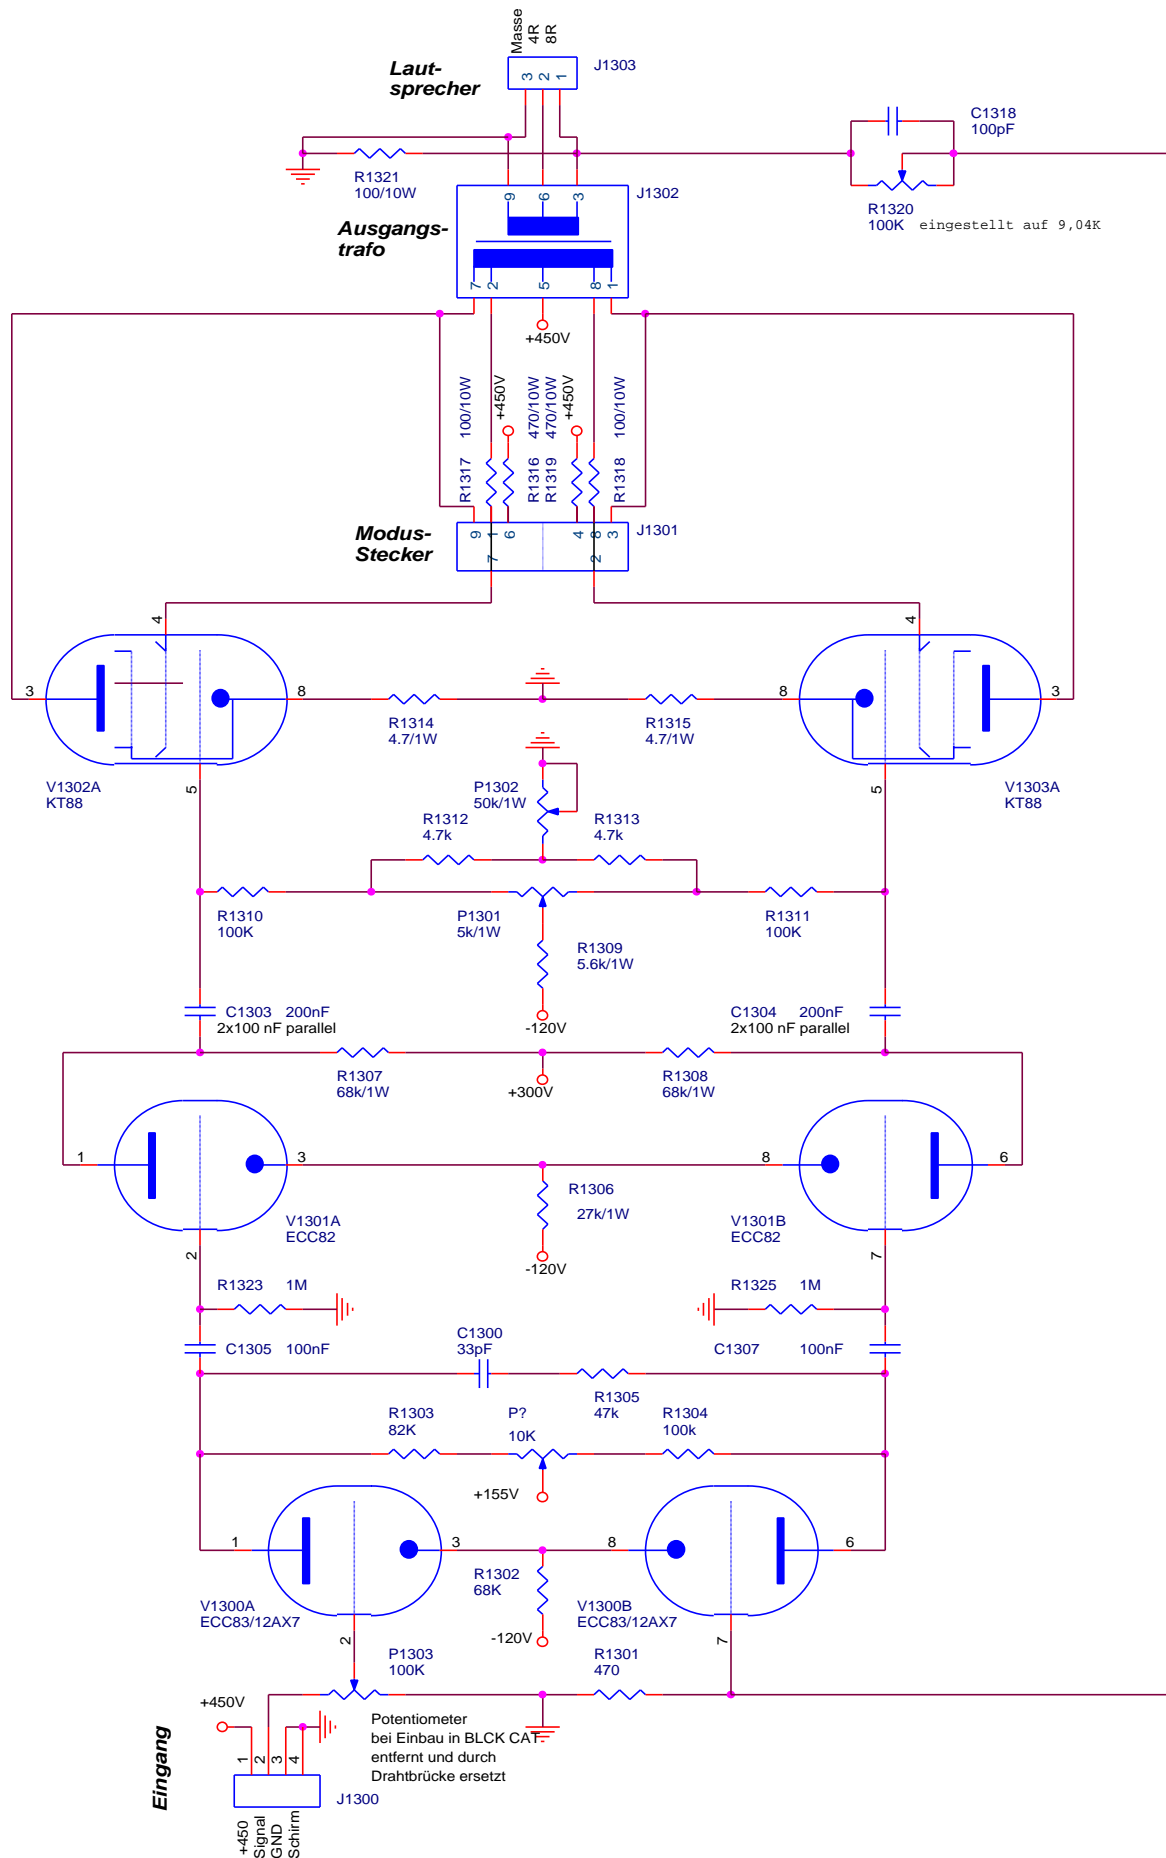 Masse
4R
8R
Laut-
sprecher
3 2 1
J1303
C1318
100pF
R1321
100/10W
9 6 3
J1302
R1320
100K
eingestellt auf 9,04K
Ausgangs-
trafo
7 2 5 8 1
+450V
R1317 100/10W
+450V
R1316 470/10W
R1319 470/10W
+450V
R1318 100/10W
Modus-
Stecker
9 1 6 4 8 3
7 2
J1301
4
4
3
8
8
3
R1314
4.7/1W
R1315
4.7/1W
V1302A
KT88
5
P1302
50k/1W
5
V1303A
KT88
R1312
4.7k
R1313
4.7k
R1310
100K
P1301
5k/1W
R1311
100K
R1309
5.6k/1W
C1303 200nF
2x100 nF parallel
-120V
C1304 200nF
2x100 nF parallel
R1307
68k/1W
+300V
R1308
68k/1W
1
3
8
6
V1301A
ECC82
2
R1306
27k/1W
V1301B
ECC82
7
-120V
R1323 1M
R1325 1M
C1305 100nF
C1300
33pF
C1307 100nF
R1305
47k
R1303
82K
P?
10K
R1304
100k
+155V
1
3
8
6
R1302
68K
V1300A
ECC83/12AX7
2
V1300B
ECC83/12AX7
7
-120V
P1303
100K
R1301
470
+450V
Potentiometer
bei Einbau in BLCK CAT
entfernt und durch
Drahtbrücke ersetzt
Eingang
1 2 3 4
J1300
+450
Signal
GND
Schirm